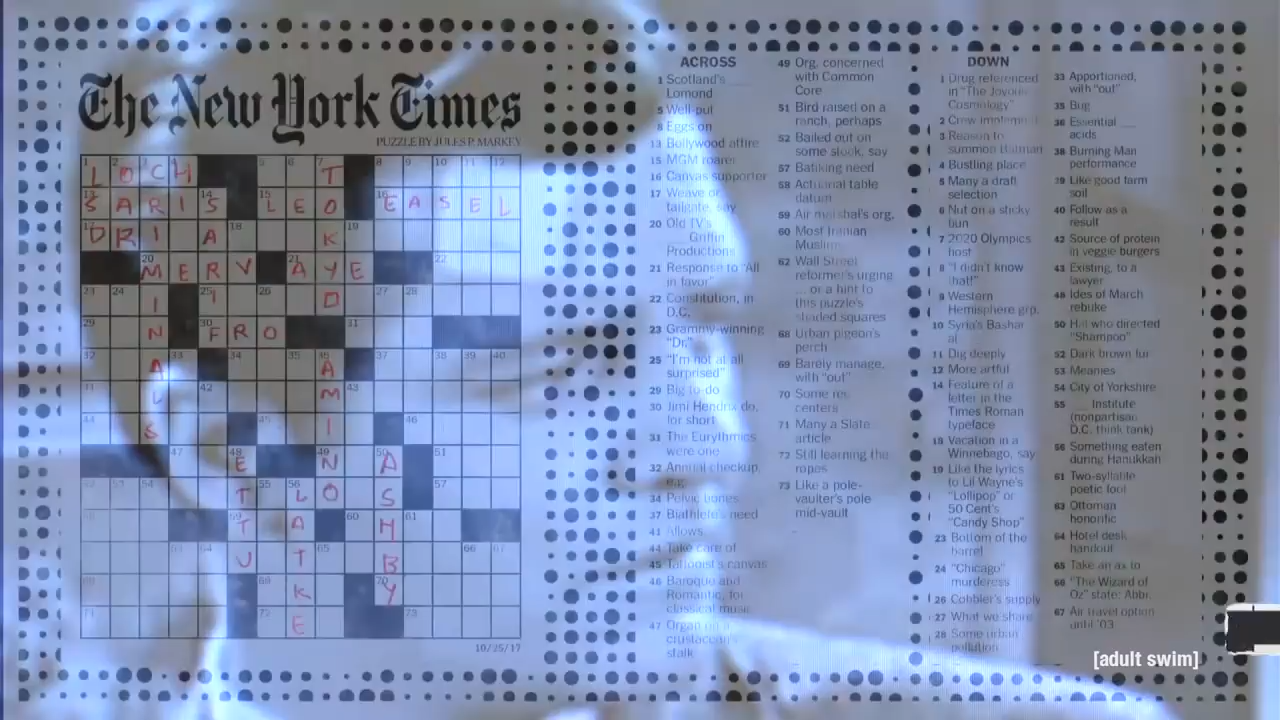 The New York Times
PUZZLE BY JULES P. MARKEY
LOCH T
SARIS LEO EASEL
DRI A K
MERV AYE
I I O
N FRO
A A
L M
S I
E N A
T LO S
T A H
U T B
K Y
E
10/25/17
ACROSS
1 Scotland's ___
Lomond
5 Well-put
8 Eggs on
13 Bollywood attire
15 MGM roarer
16 Canvas supporter
17 Weave or
tailgate, say
20 Old TV's
___ Griffin
Productions
21 Response to "All
in favor"
22 Constitution, in
D.C.
23 Grammy-winning
"Dr."
25 "I'm not at all
surprised"
29 Big to-do
30 Jimi Hendrix do,
for short
31 The Eurythmics
were one
32 Annual checkup,
e.g.
34 Pelvic bones
37 Biathlete's need
41 Allows
44 Take care of
45 Tattooist's canvas
46 Baroque and
Romantic, for
classical music
47 Organ on a
crustacean's
stalk
49 Org. concerned
with Common
Core
51 Bird raised on a
ranch, perhaps
52 Bailed out on
some stock, say
57 Batiking need
58 Actuarial table
datum
59 Air marshal's org.
60 Most Iranian
Muslim
62 Wall Street
reformer's urging
... or a hint to
this puzzle's
shaded squares
68 Urban pigeon's
perch
69 Barely manage,
with "out"
70 Some rec
centers
71 Many a Slate
article
72 Still learning the
ropes
73 Like a pole-
vaulter's pole
mid-vault
DOWN
1 Drug referenced
in "The Joyous
Cosmology"
2 Crew implement
3 Reason to
summon Batman
4 Bustling place
5 Many a draft
selection
6 Nut on a sticky
bun
7 2020 Olympics
host
8 "I didn't know
that!"
9 Western
Hemisphere grp.
10 Syria's Bashar
al
11 Dig deeply
12 More artful
14 Feature of a
letter in the
Times Roman
typeface
18 Vacation in a
Winnebego, say
19 Like the lyrics
to Lil Wayne's
"Lollipop" or
50 Cent's
"Candy Shop"
23 Bottom of the
barrel
24 "Chicago"
murderess
26 Cobbler's supply
27 What we share
28 Some urban
pollution
33 Apportioned,
with "out"
35 Bug
36 Essential ___
acids
38 Burning Man
performance
39 Like good farm
soil
40 Follow as a
result
42 Source of protein
in veggie burgers
43 Existing, to a
lawyer
48 Ides of March
rebuke
50 Hal who directed
"Shampoo"
52 Dark brown fur
53 Meanies
54 City of Yorkshire
55 ___ Institute
(nonpartisan
D.C. think tank)
56 Something eaten
during Hanukkah
61 Two-syllable
poetic foot
63 Ottoman
honorific
64 Hotel desk
handout
65 Take an ax to
66 "The Wizard of
Oz" state: Abbr.
67 Air travel option
until '03
[adult swim]